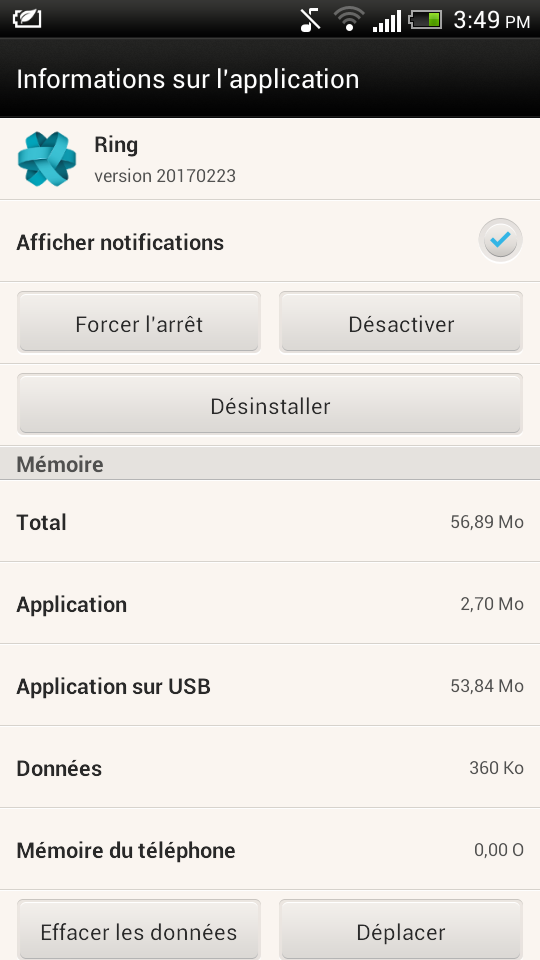 3:49 PM
Informations sur l'application
Ring
version 20170223
Afficher notifications
Forcer l'arrêt
Désactiver
Désinstaller
Mémoire
Total
56,89 Mo
Application
2,70 Mo
Application sur USB
53,84 Mo
Données
360 Ko
Mémoire du téléphone
0,00 O
Effacer les données
Déplacer